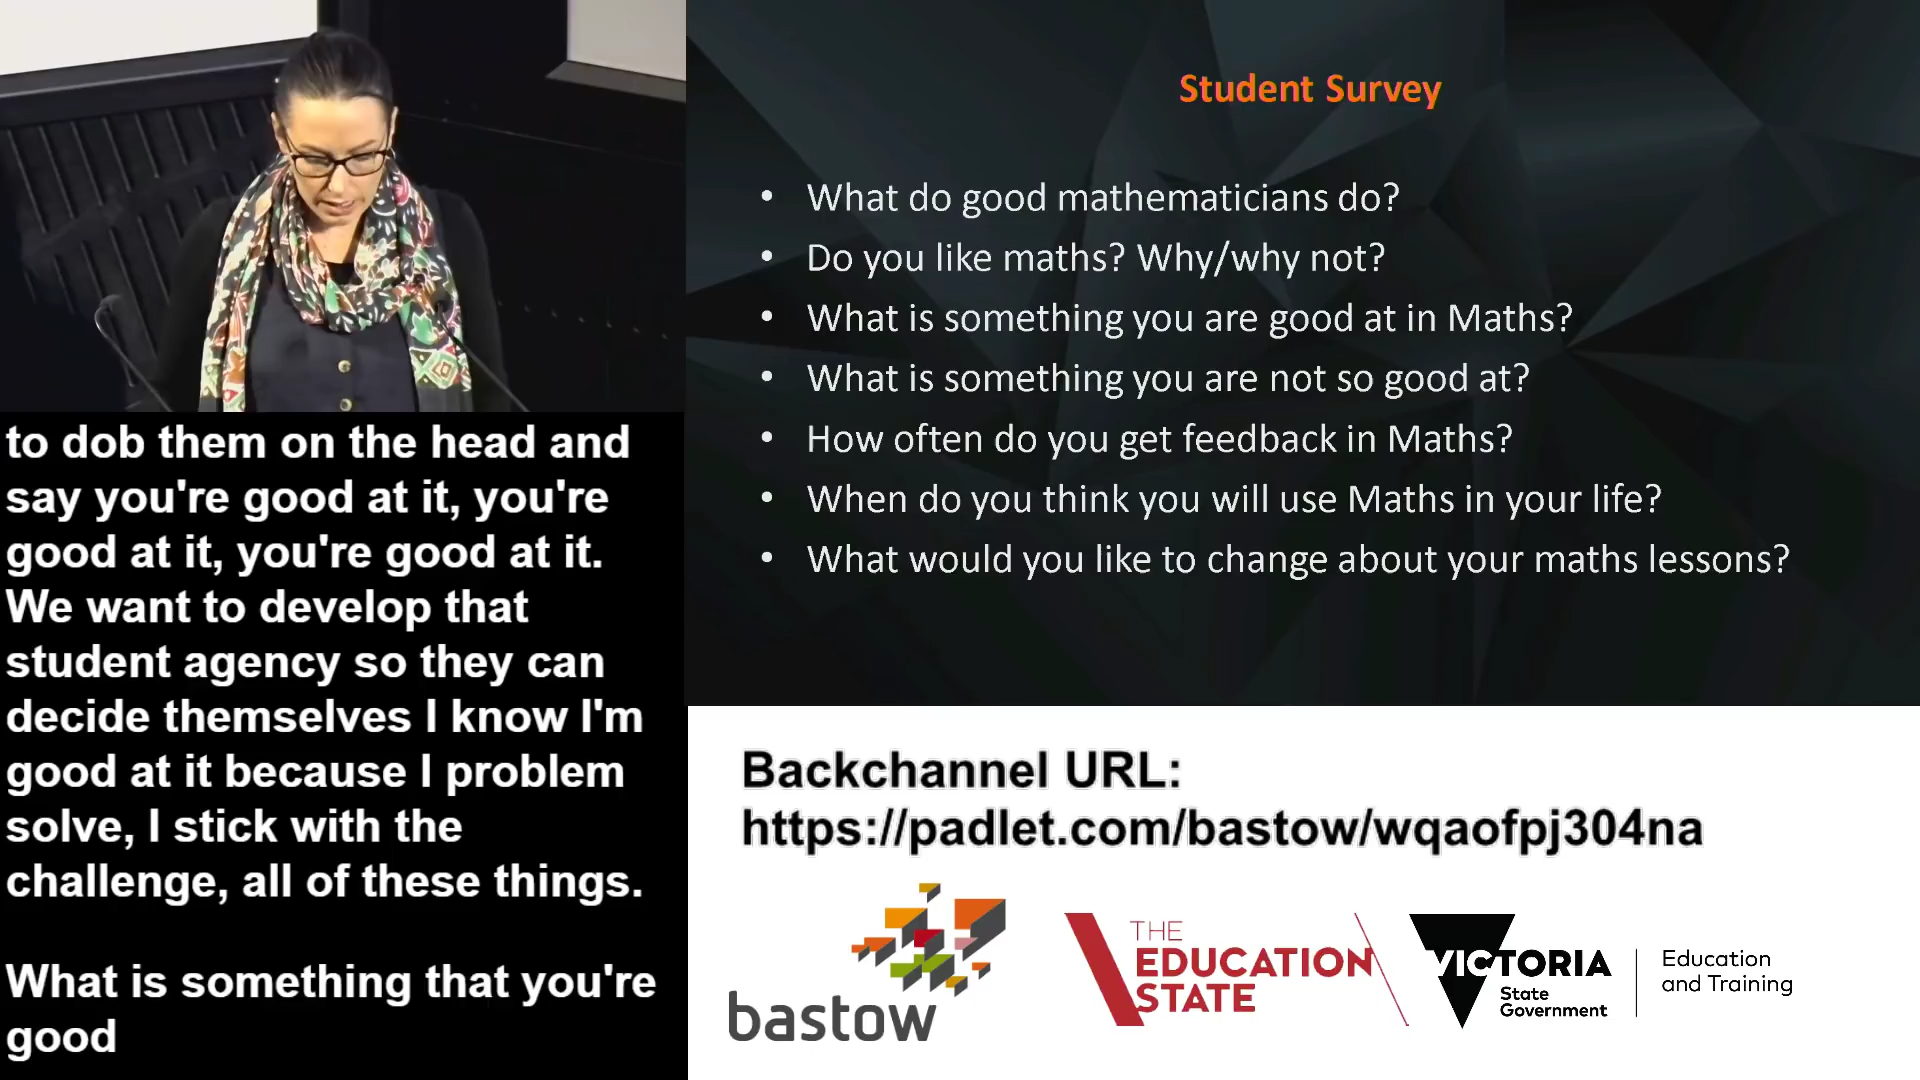 Student Survey
• What do good mathematicians do?
• Do you like maths? Why/why not?
• What is something you are good at in Maths?
• What is something you are not so good at?
• How often do you get feedback in Maths?
• When do you think you will use Maths in your life?
• What would you like to change about your maths lessons?
to dob them on the head and
say you're good at it, you're
good at it, you're good at it.
We want to develop that
student agency so they can
decide themselves I know I'm
good at it because I problem
solve, I stick with the
challenge, all of these things.
What is something that you're
good
Backchannel URL:
https://padlet.com/bastow/wqaofpj304na
bastow
THE
EDUCATION
STATE
VICTORIA
State
Government
Education
and Training